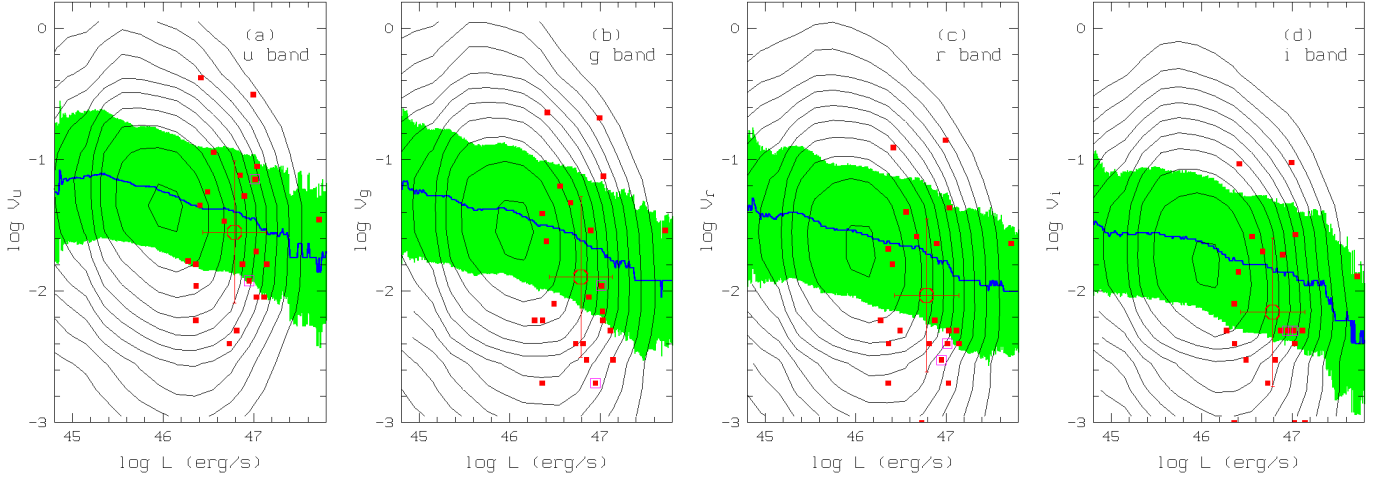 0
-1
-2
-3
log V_u
(a)
u band
45
46
47
log L (erg/s)
0
-1
-2
-3
log V_g
(b)
g band
45
46
47
log L (erg/s)
0
-1
-2
-3
log V_r
(c)
r band
45
46
47
log L (erg/s)
0
-1
-2
-3
log V_i
(d)
i band
45
46
47
log L (erg/s)